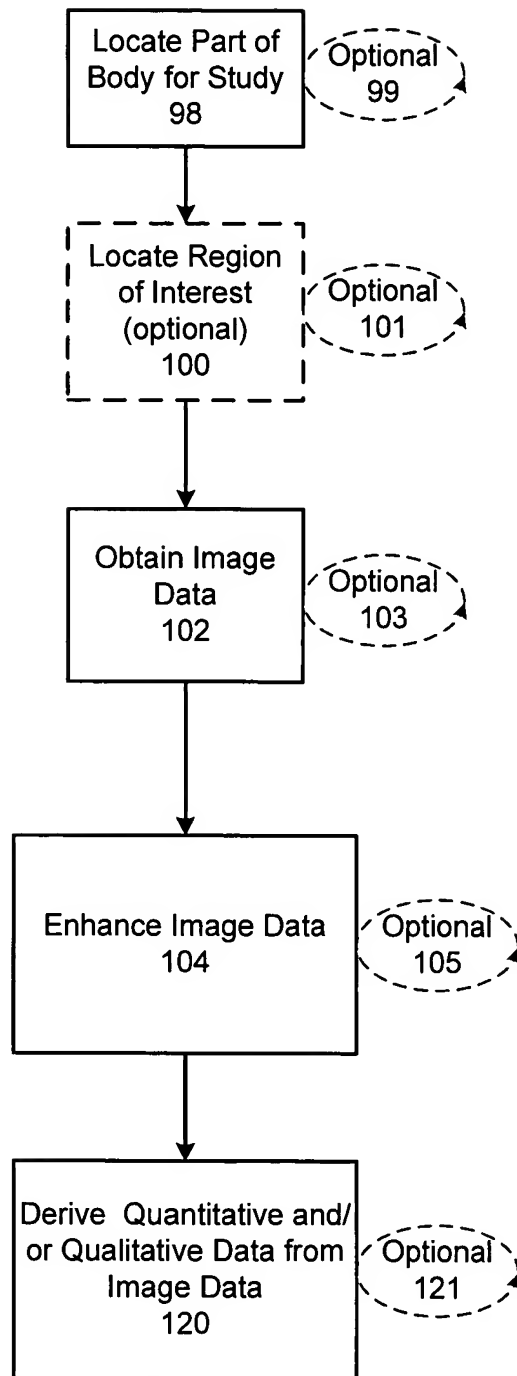 Locate Part of
Body for Study
98
Optional
99
Locate Region
of Interest
(optional)
100
Optional
101
Obtain Image
Data
102
Optional
103
Enhance Image Data
104
Optional
105
Derive Quantitative and/
or Qualitative Data from
Image Data
120
Optional
121